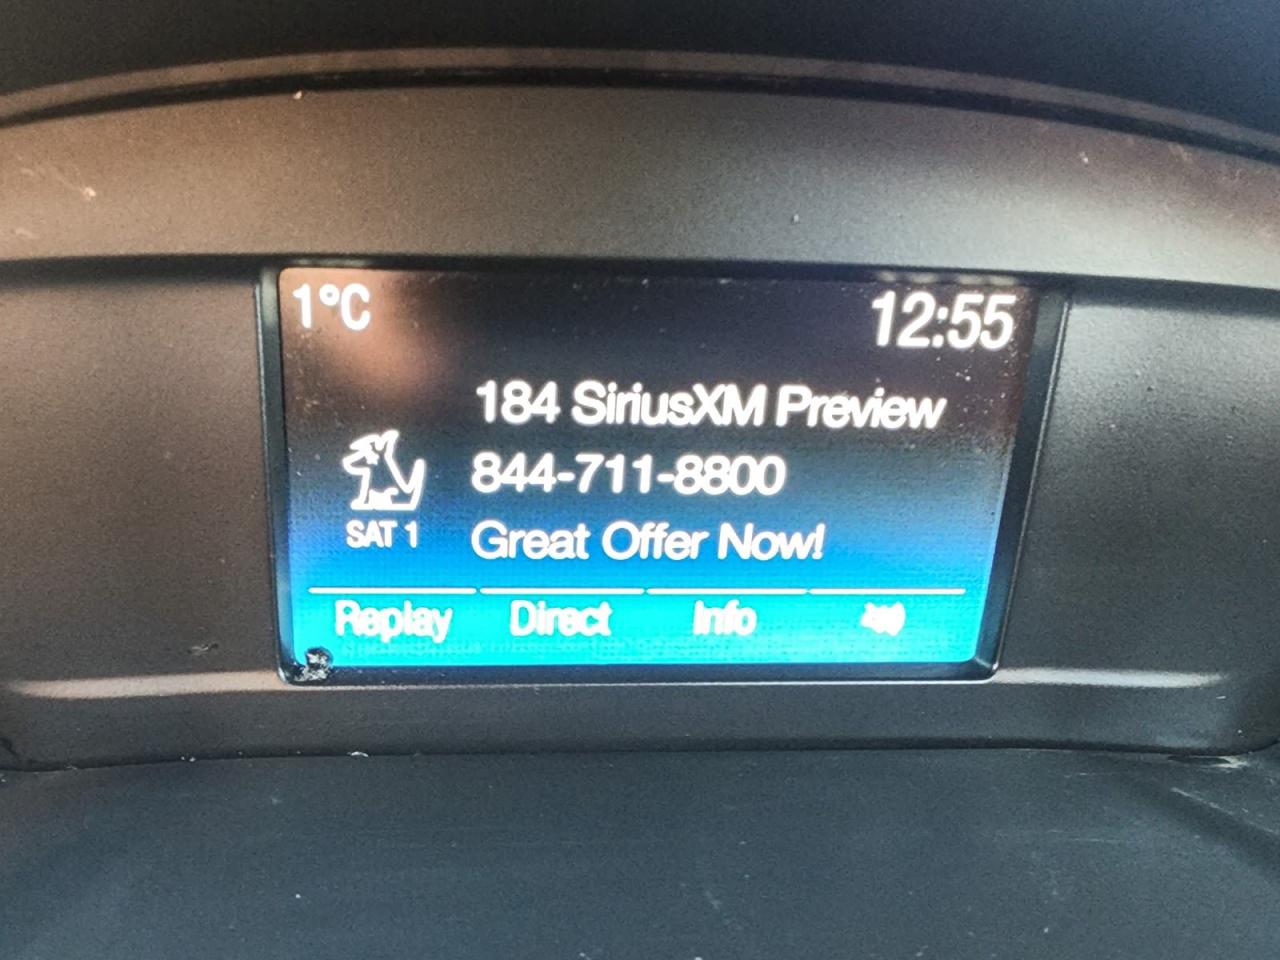 1°C
12:55
184 SiriusXM Preview
844-711-8800
SAT 1
Great Offer Now!
Replay
Direct
Info